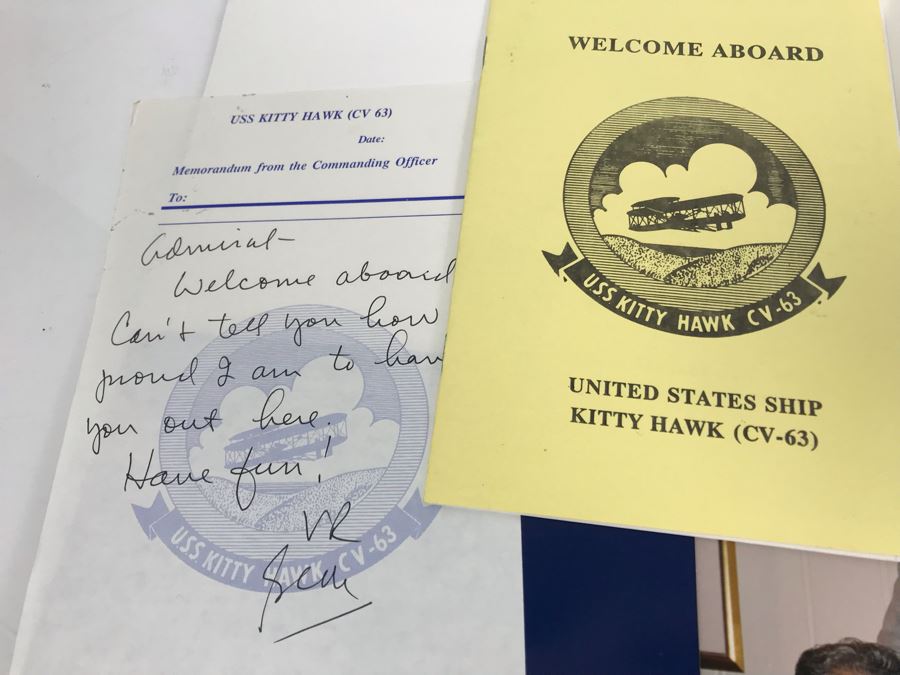 USS KITTY HAWK (CV 63)
Date:
Memorandum from the Commanding Officer
To:
Admiral-
Welcome aboard
Can't tell you how
proud I am to hav
you out here.
Have fun!
VR
USS KITTY HAWK CV-63
WELCOME ABOARD
USS KITTY HAWK CV-63
UNITED STATES SHIP
KITTY HAWK (CV-63)